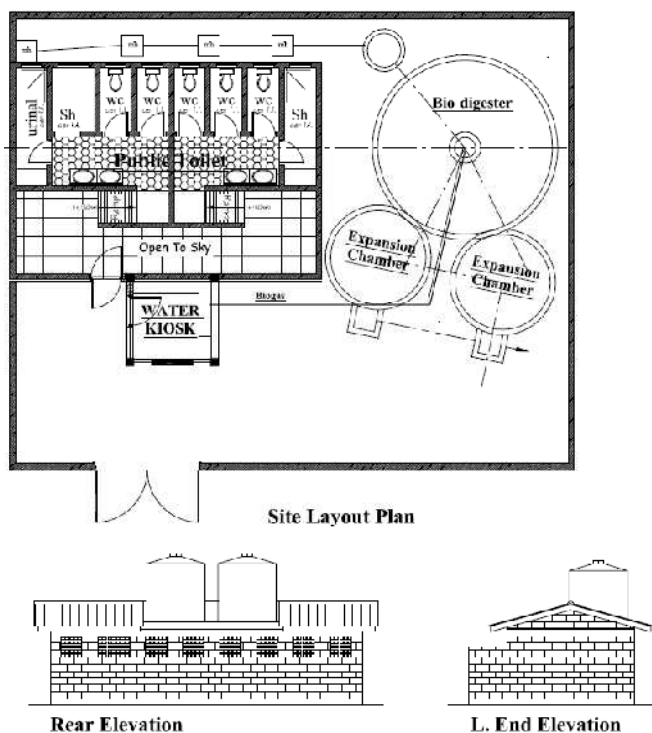 mh
mh
mh
mh
urinal
Sh
WC
WC
WC
WC
WC
Sh
Bio digester
Public Toilet
Open To Sky
Expansion
Chamber
Expansion
Chamber
Biogas
WATER
KIOSK
Site Layout Plan
Rear Elevation
L. End Elevation